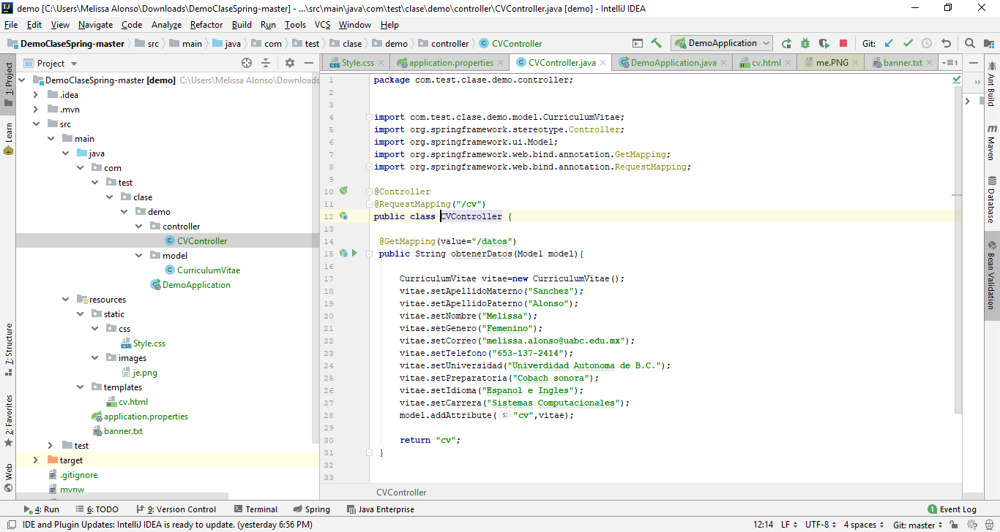 demo [C:\Users\Melissa Alonso\Downloads\DemoClaseSpring-master] - ...\src\main\java\com\test\clase\demo\controller\CVController.java [demo] - IntelliJ IDEA
File Edit View Navigate Code Analyze Refactor Build Run Tools VCS Window Help
DemoClaseSpring-master src main java com test clase demo controller CVController DemoApplication Git:
Project
Style.css application.properties CVController.java DemoApplication.java cv.html me.PNG banner.txt
1: Project
Learn
7: Structure
2: Favorites
Web
DemoClaseSpring-master [demo] C:\Users\Melissa Alonso\Downloads
.idea
.mvn
src
main
java
com
test
clase
demo
controller
CVController
model
CurriculumVitae
DemoApplication
resources
static
css
Style.css
images
je.png
templates
cv.html
application.properties
banner.txt
test
target
.gitignore
mvnw
1 package com.test.clase.demo.controller;
2
3
4 import com.test.clase.demo.model.CurriculumVitae;
5 import org.springframework.stereotype.Controller;
6 import org.springframework.ui.Model;
7 import org.springframework.web.bind.annotation.GetMapping;
8 import org.springframework.web.bind.annotation.RequestMapping;
9
10 @Controller
11 @RequestMapping("/cv")
12 public class CVController {
13
14 @GetMapping(value="/datos")
15 public String obtenerDatos(Model model){
16
17 CurriculumVitae vitae=new CurriculumVitae();
18 vitae.setApellidoMaterno("Sanchez");
19 vitae.setApellidoPaterno("Alonso");
20 vitae.setNombre("Melissa");
21 vitae.setGenero("Femenino");
22 vitae.setCorreo("melissa.alonso@uabc.edu.mx");
23 vitae.setTelefono("653-137-2414");
24 vitae.setUniversidad("Univerdidad Autonoma de B.C.");
25 vitae.setPreparatoria("Cobach sonora");
26 vitae.setIdioma("Espanol e Ingles");
27 vitae.setCarrera("Sistemas Computacionales");
28 model.addAttribute( s: "cv",vitae);
29
30 return "cv";
31 }
32
33
CVController
Ant Build
Maven
Database
Bean Validation
4: Run 6: TODO 9: Version Control Terminal Spring Java Enterprise 1 Event Log
IDE and Plugin Updates: IntelliJ IDEA is ready to update. (yesterday 6:56 PM) 12:14 LF UTF-8 4 spaces Git: master